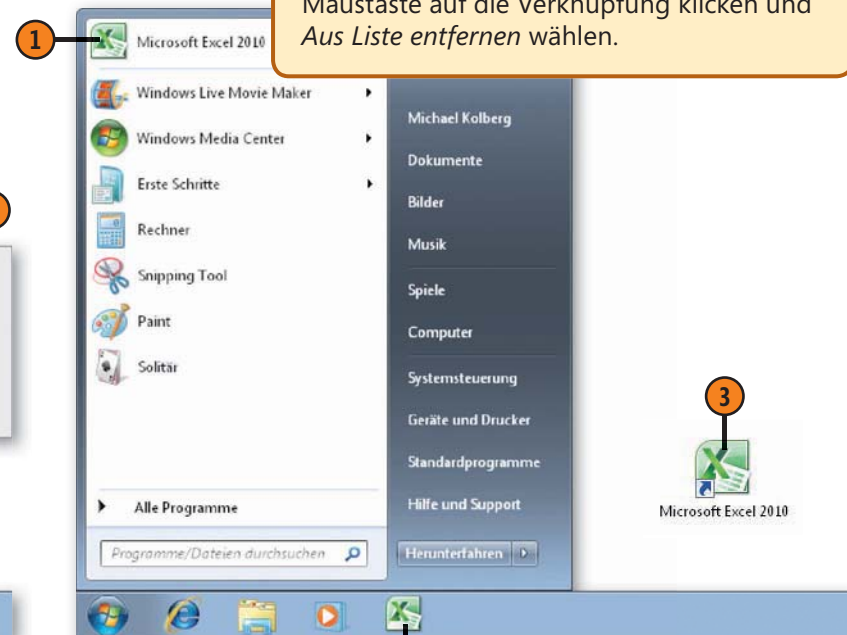 Maustaste auf die Verknüpfung klicken und
Aus Liste entfernen wählen.
1
Microsoft Excel 2010
Windows Live Movie Maker
Windows Media Center
Erste Schritte
Rechner
Snipping Tool
Paint
Solitär
Alle Programme
Programme/Dateien durchsuchen
Michael Kolberg
Dokumente
Bilder
Musik
Spiele
Computer
Systemsteuerung
Geräte und Drucker
Standardprogramme
Hilfe und Support
Herunterfahren
3
Microsoft Excel 2010